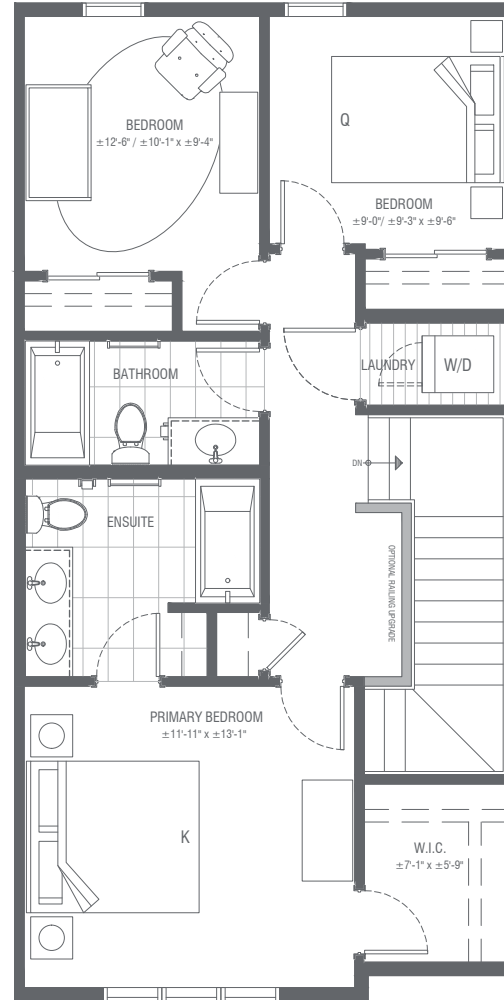 BEDROOM
±12'-6" / ±10'-1" x ±9'-4"
Q
BEDROOM
±9'-0"/ ±9'-3" x ±9'-6"
BATHROOM
LAUNDRY
W/D
DN
ENSUITE
OPTIONAL RAILING UPGRADE
PRIMARY BEDROOM
±11'-11" x ±13'-1"
K
W.I.C.
±7'-1" x ±5'-9"